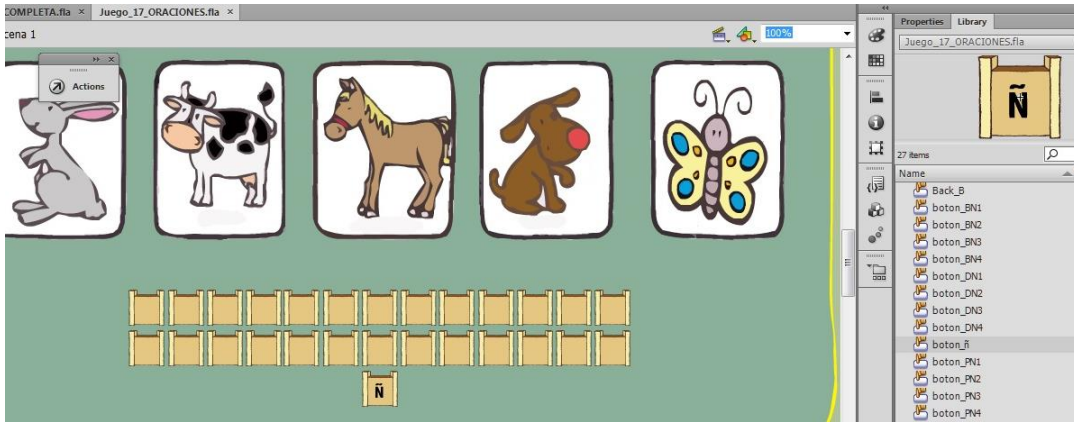 COMPLETA.fla ×
Juego_17_ORACIONES.fla ×
cena 1
100%
Actions
Ñ
Properties
Library
Juego_17_ORACIONES.fla
Ñ
27 items
Name
Back_B
boton_BN1
boton_BN2
boton_BN3
boton_BN4
boton_DN1
boton_DN2
boton_DN3
boton_DN4
boton_ñ
boton_PN1
boton_PN2
boton_PN3
boton_PN4